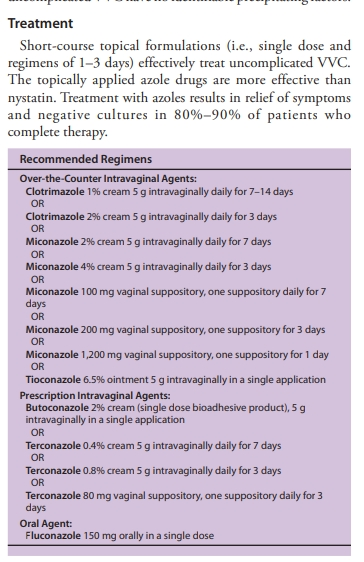 Treatment
Short-course topical formulations (i.e., single dose and
regimens of 1–3 days) effectively treat uncomplicated VVC.
The topically applied azole drugs are more effective than
nystatin. Treatment with azoles results in relief of symptoms
and negative cultures in 80%–90% of patients who
complete therapy.
Recommended Regimens
Over-the-Counter Intravaginal Agents:
Clotrimazole 1% cream 5 g intravaginally daily for 7–14 days
OR
Clotrimazole 2% cream 5 g intravaginally daily for 3 days
OR
Miconazole 2% cream 5 g intravaginally daily for 7 days
OR
Miconazole 4% cream 5 g intravaginally daily for 3 days
OR
Miconazole 100 mg vaginal suppository, one suppository daily for 7
days
OR
Miconazole 200 mg vaginal suppository, one suppository for 3 days
OR
Miconazole 1,200 mg vaginal suppository, one suppository for 1 day
OR
Tioconazole 6.5% ointment 5 g intravaginally in a single application
Prescription Intravaginal Agents:
Butoconazole 2% cream (single dose bioadhesive product), 5 g
intravaginally in a single application
OR
Terconazole 0.4% cream 5 g intravaginally daily for 7 days
OR
Terconazole 0.8% cream 5 g intravaginally daily for 3 days
OR
Terconazole 80 mg vaginal suppository, one suppository daily for 3
days
Oral Agent:
Fluconazole 150 mg orally in a single dose